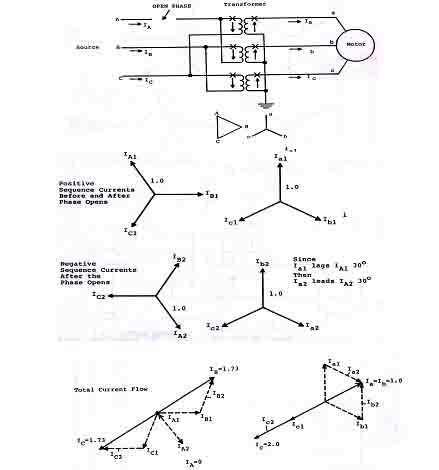 OPEN PHASE
Transformer
A
I_A
I_a
a
Source
B
I_B
b
b
Motor
C
I_C
I_c
c
A
B
C
a
c
b
I_A1
1.0
I_B1
I_C1
Positive
Sequence Currents
Before and After
Phase Opens
I_a1
1.0
I_c1
I_b1
Negative
Sequence Currents
After the
Phase Opens
I_B2
I_C2
1.0
I_A2
I_b2
1.0
I_c2
I_a2
Since
I_a1 lags I_A1 30°
Then
I_a2 leads I_A2 30°
Total Current Flow
I_B=1.73
I_B2
I_A1
I_B1
I_C=1.73
I_C2
I_C1
I_A2
I_A=0
I_a1
I_a2
I_a=I_b=1.0
I_b2
I_b1
I_c2
I_c1
I_C=2.0